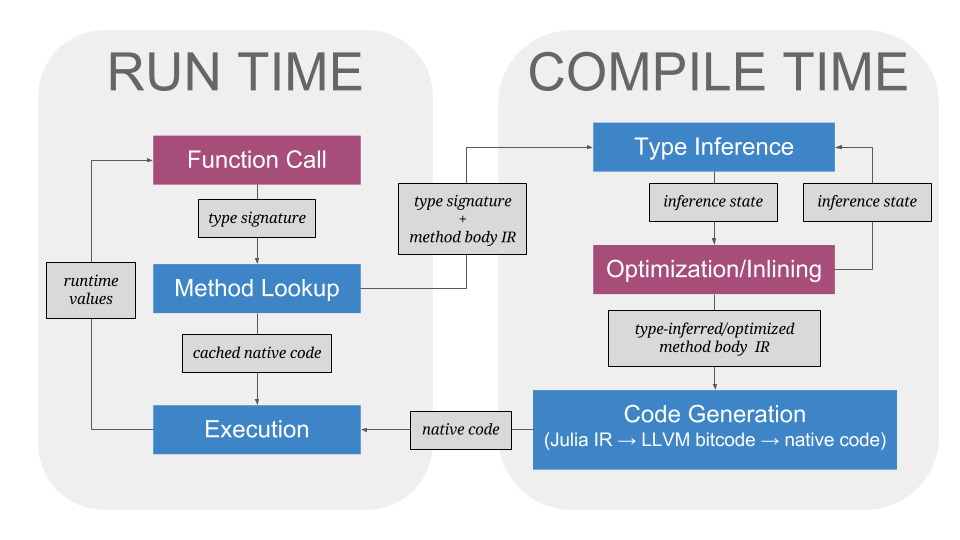 RUN TIME
Function Call
type signature
Method Lookup
runtime
values
cached native code
Execution
type signature
+
method body IR
native code
COMPILE TIME
Type Inference
inference state
inference state
Optimization/Inlining
type-inferred/optimized
method body IR
Code Generation
(Julia IR → LLVM bitcode → native code)